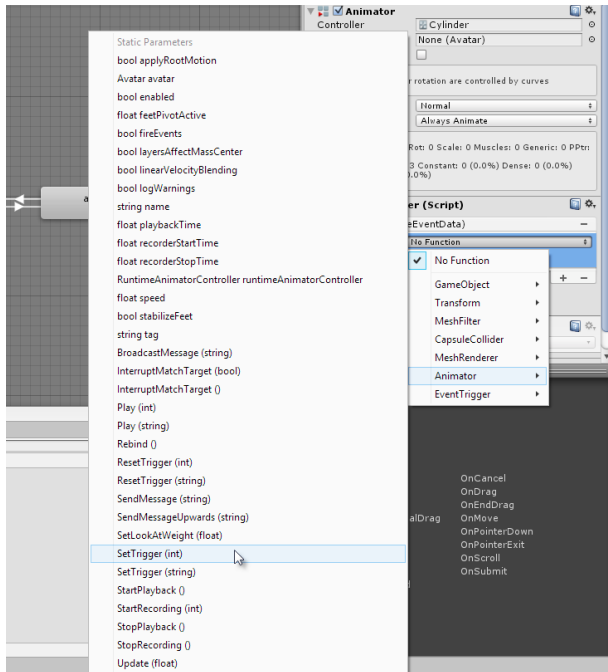 Animator
Controller
Cylinder
None (Avatar)
r rotation are controlled by curves
Normal
Always Animate
Rot: 0 Scale: 0 Muscles: 0 Generic: 0 PPtr:
3 Constant: 0 (0.0%) Dense: 0 (0.0%)
0.0%)
er (Script)
eEventData)
No Function
No Function
GameObject
Transform
MeshFilter
CapsuleCollider
MeshRenderer
Animator
EventTrigger
Static Parameters
bool applyRootMotion
Avatar avatar
bool enabled
float feetPivotActive
bool fireEvents
bool layersAffectMassCenter
bool linearVelocityBlending
bool logWarnings
string name
float playbackTime
float recorderStartTime
float recorderStopTime
RuntimeAnimatorController runtimeAnimatorController
float speed
bool stabilizeFeet
string tag
BroadcastMessage (string)
InterruptMatchTarget (bool)
InterruptMatchTarget ()
Play (int)
Play (string)
Rebind ()
ResetTrigger (int)
ResetTrigger (string)
SendMessage (string)
SendMessageUpwards (string)
SetLookAtWeight (float)
SetTrigger (int)
SetTrigger (string)
StartPlayback ()
StartRecording (int)
StopPlayback ()
StopRecording ()
Update (float)
OnCancel
OnDrag
OnEndDrag
alDrag OnMove
OnPointerDown
OnPointerExit
OnScroll
OnSubmit